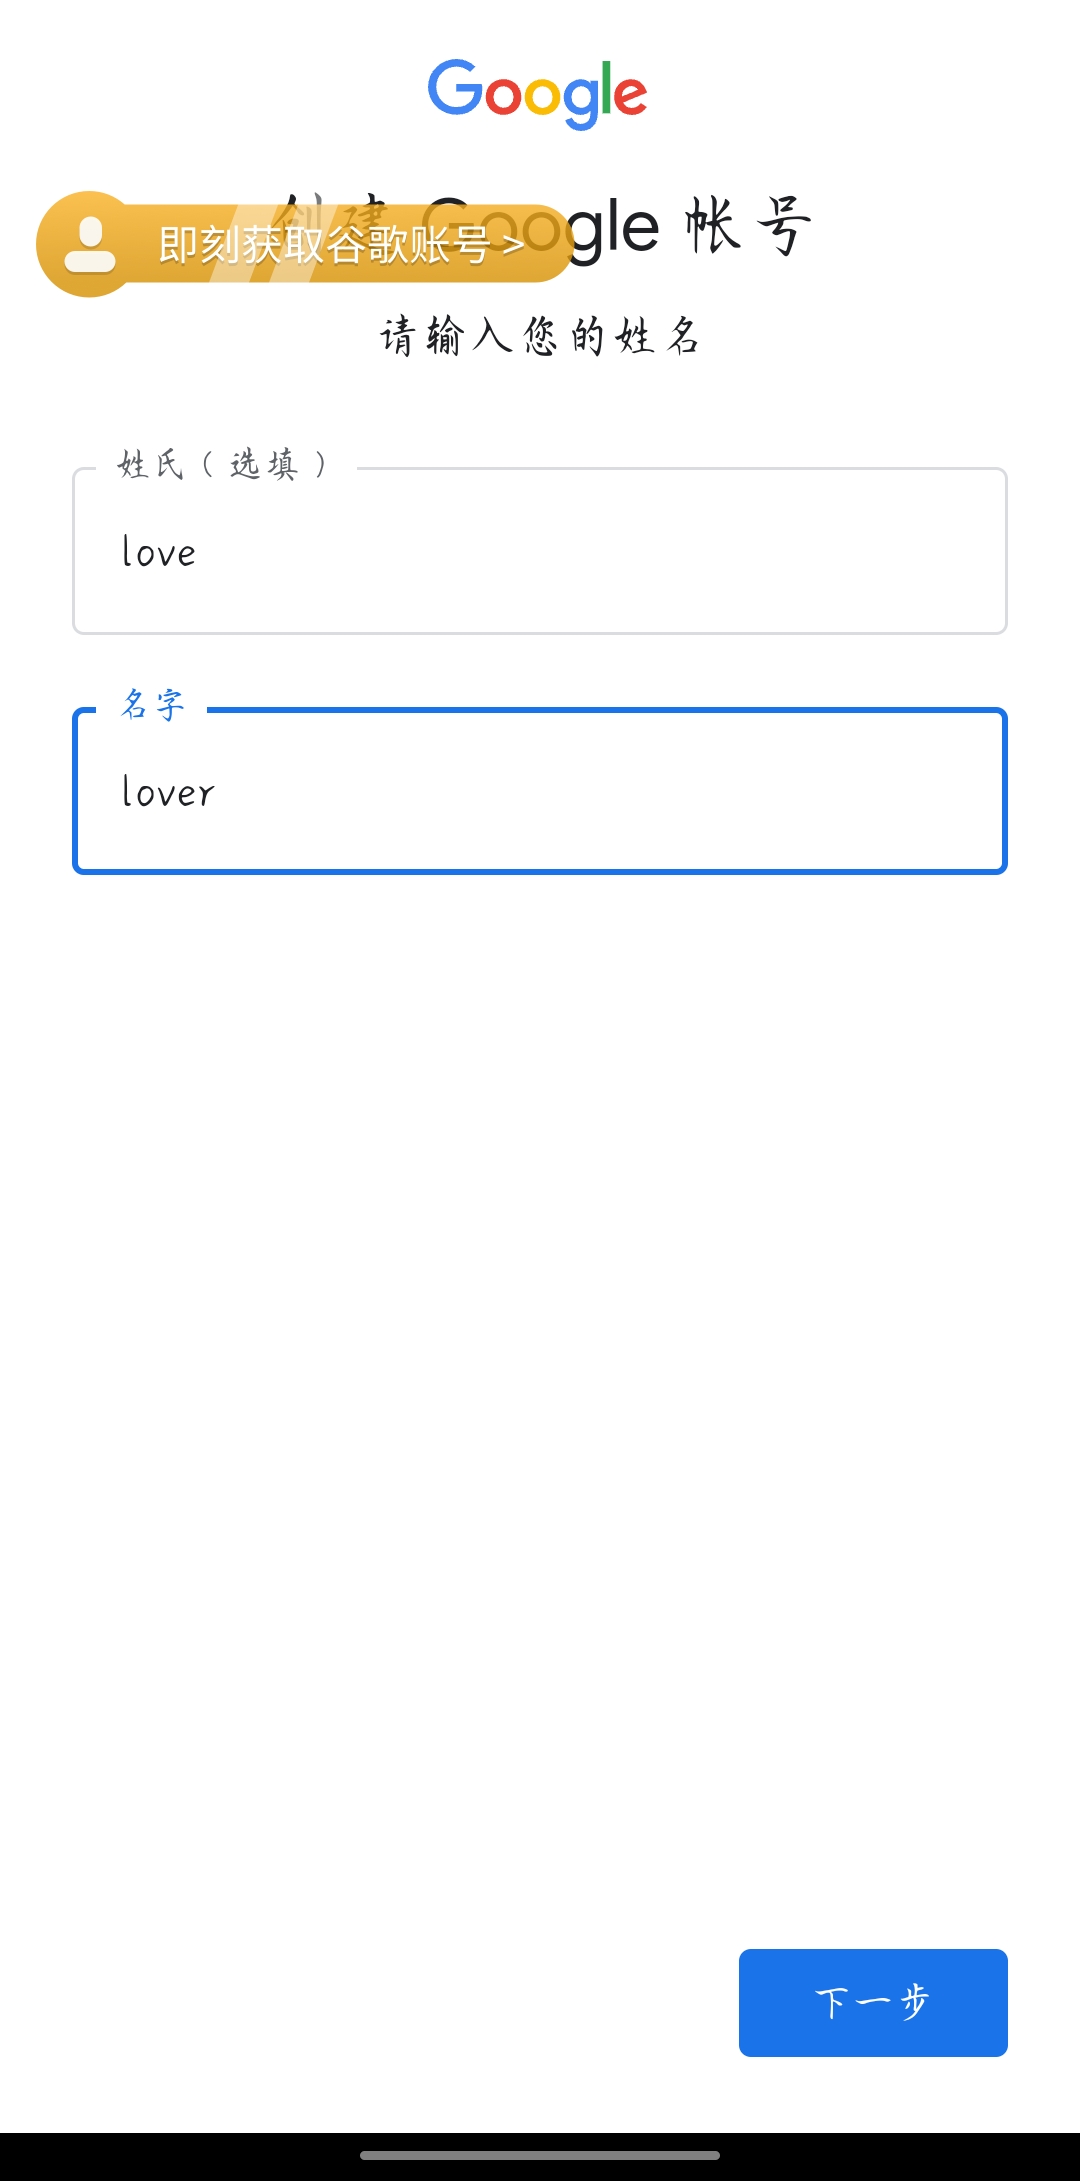 Google
创建 Google 帐号
即刻获取谷歌账号 >
请输入您的姓名
姓氏（选填）
love
名字
lover
下一步